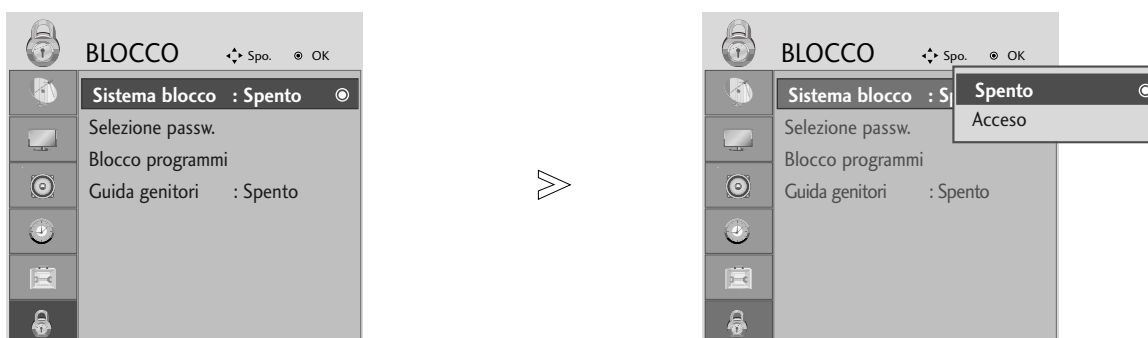 BLOCCO Spo. OK
Sistema blocco : Spento
Selezione passw.
Blocco programmi
Guida genitori : Spento
BLOCCO Spo. OK
Sistema blocco : Sp
Spento
Acceso
Selezione passw.
Blocco programmi
Guida genitori : Spento